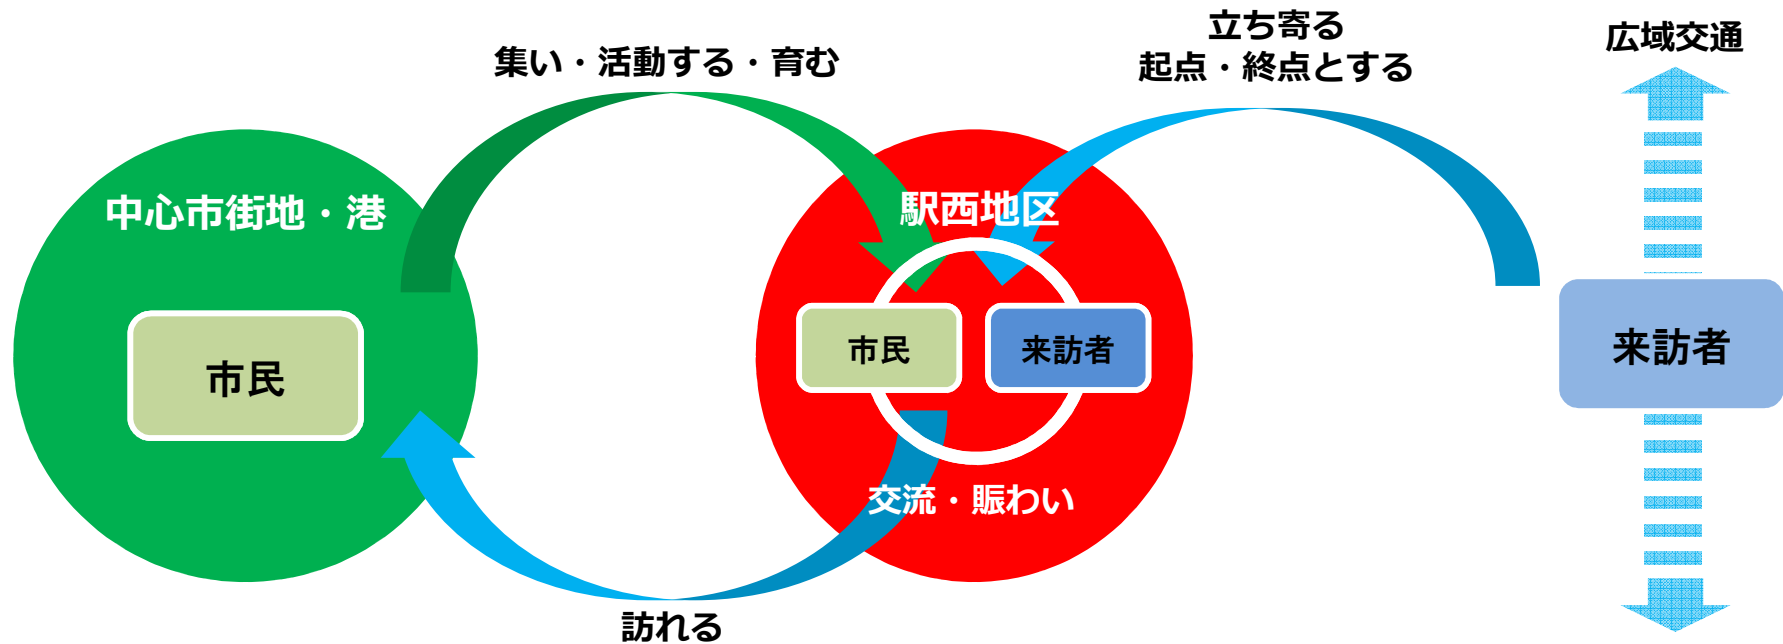 立ち寄る
起点・終点とする
広域交通
集い・活動する・育む
中心市街地・港
駅西地区
市民
市民
来訪者
来訪者
交流・賑わい
訪れる